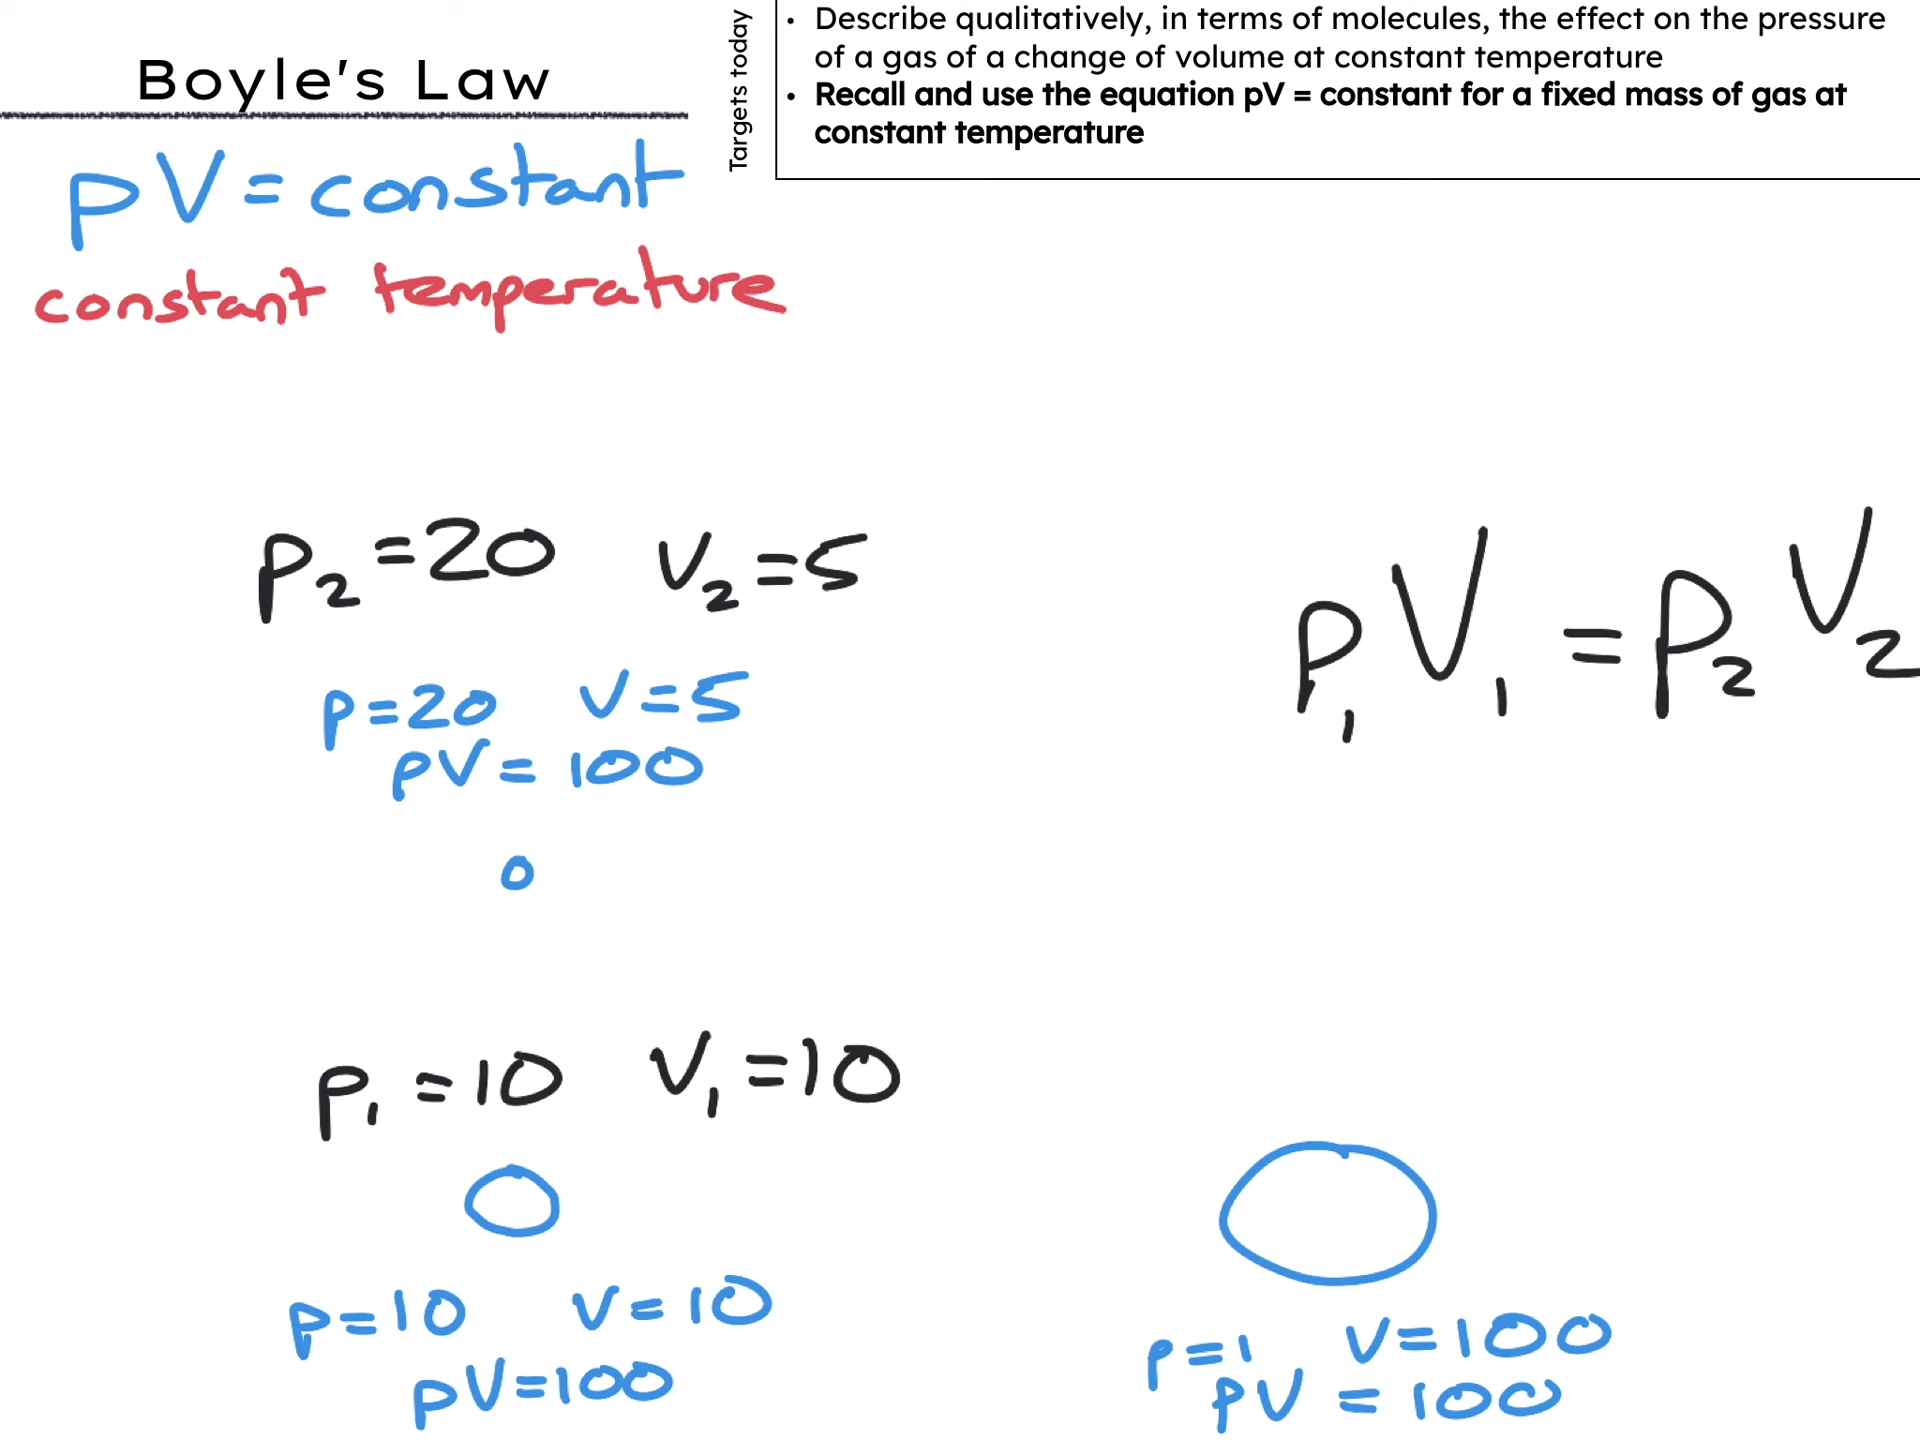 Boyle's Law
Targets today
• Describe qualitatively, in terms of molecules, the effect on the pressure
of a gas of a change of volume at constant temperature
• Recall and use the equation pV = constant for a fixed mass of gas at
constant temperature
pV = constant
constant temperature
p₂ = 20 V₂ = 5
p = 20 V = 5
pV = 100
p₁V₁ = p₂V₂
p₁ = 10 V₁ = 10
p = 10 V = 10
pV = 100
p = 1 V = 100
pV = 100